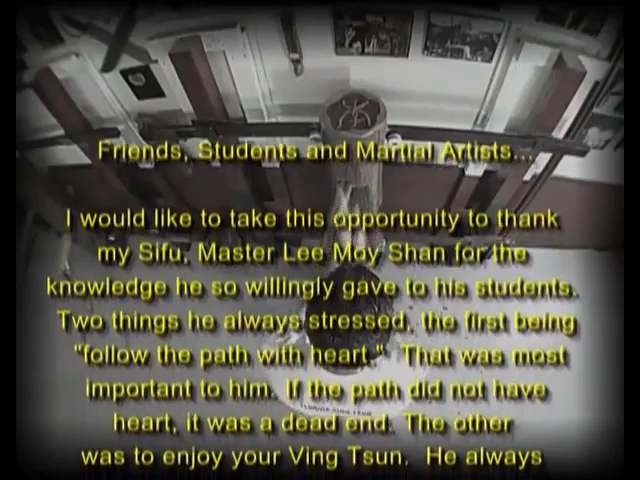 Friends, Students and Martial Artists...
I would like to take this opportunity to thank
my Sifu, Master Lee Moy Shan for the
knowledge he so willingly gave to his students.
Two things he always stressed, the first being
"follow the path with heart." That was most
important to him. If the path did not have
heart, it was a dead end. The other
was to enjoy your Ving Tsun. He always